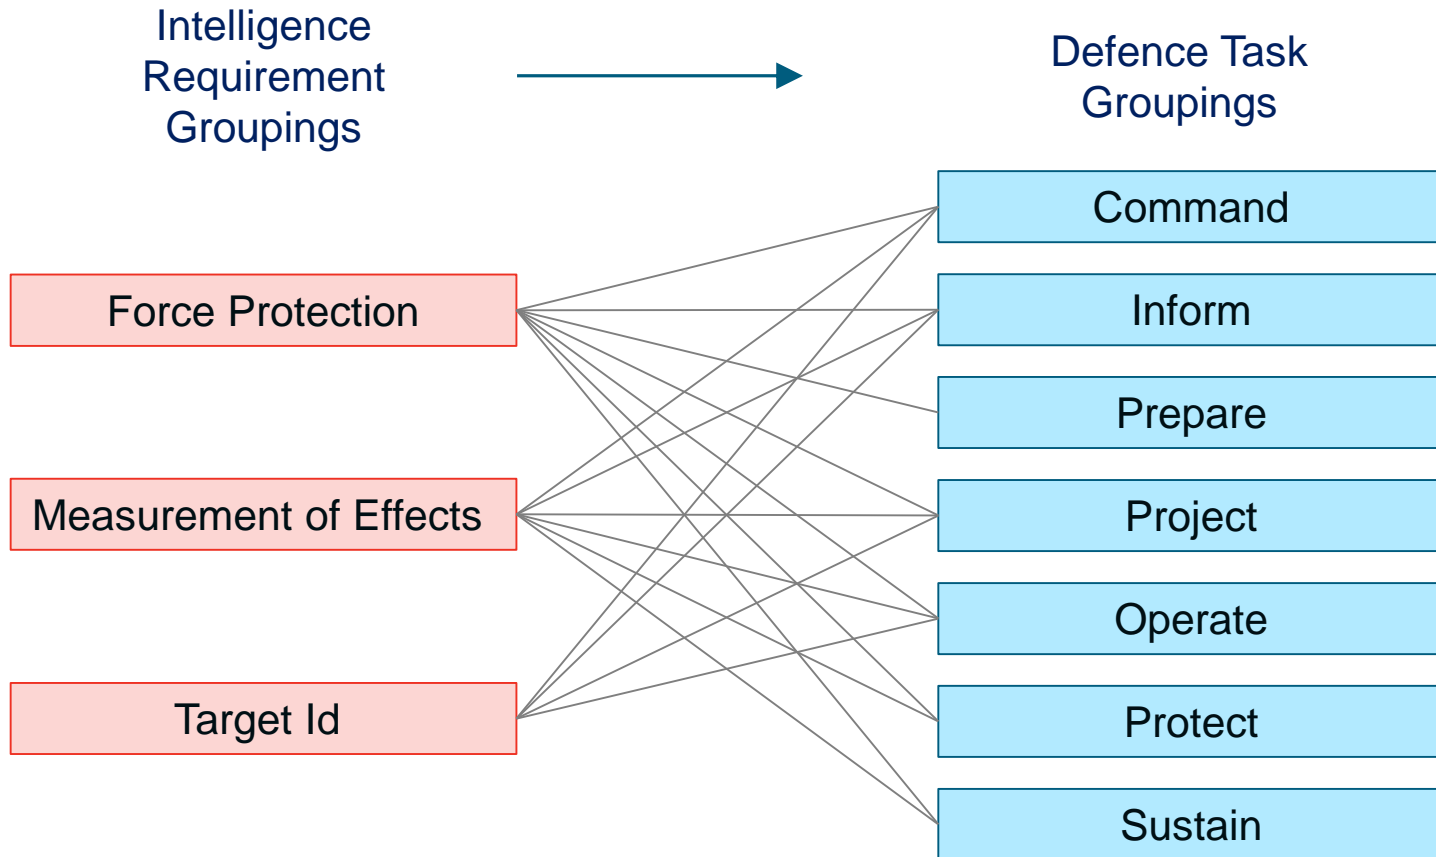 Intelligence
Requirement
Groupings
Defence Task
Groupings
Force Protection
Measurement of Effects
Target Id
Command
Inform
Prepare
Project
Operate
Protect
Sustain